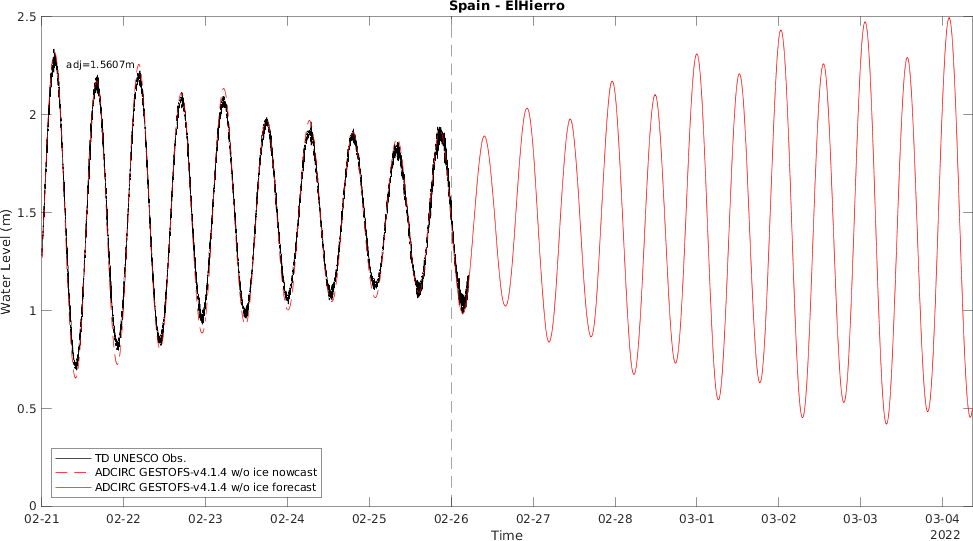 Spain - ElHierro
adj=1.5607m
Water Level (m)
2.5
2
1.5
1
0.5
0
TD UNESCO Obs.
ADCIRC GESTOFS-v4.1.4 w/o ice nowcast
ADCIRC GESTOFS-v4.1.4 w/o ice forecast
02-21 02-22 02-23 02-24 02-25 02-26 02-27 02-28 03-01 03-02 03-03 03-04
2022
Time